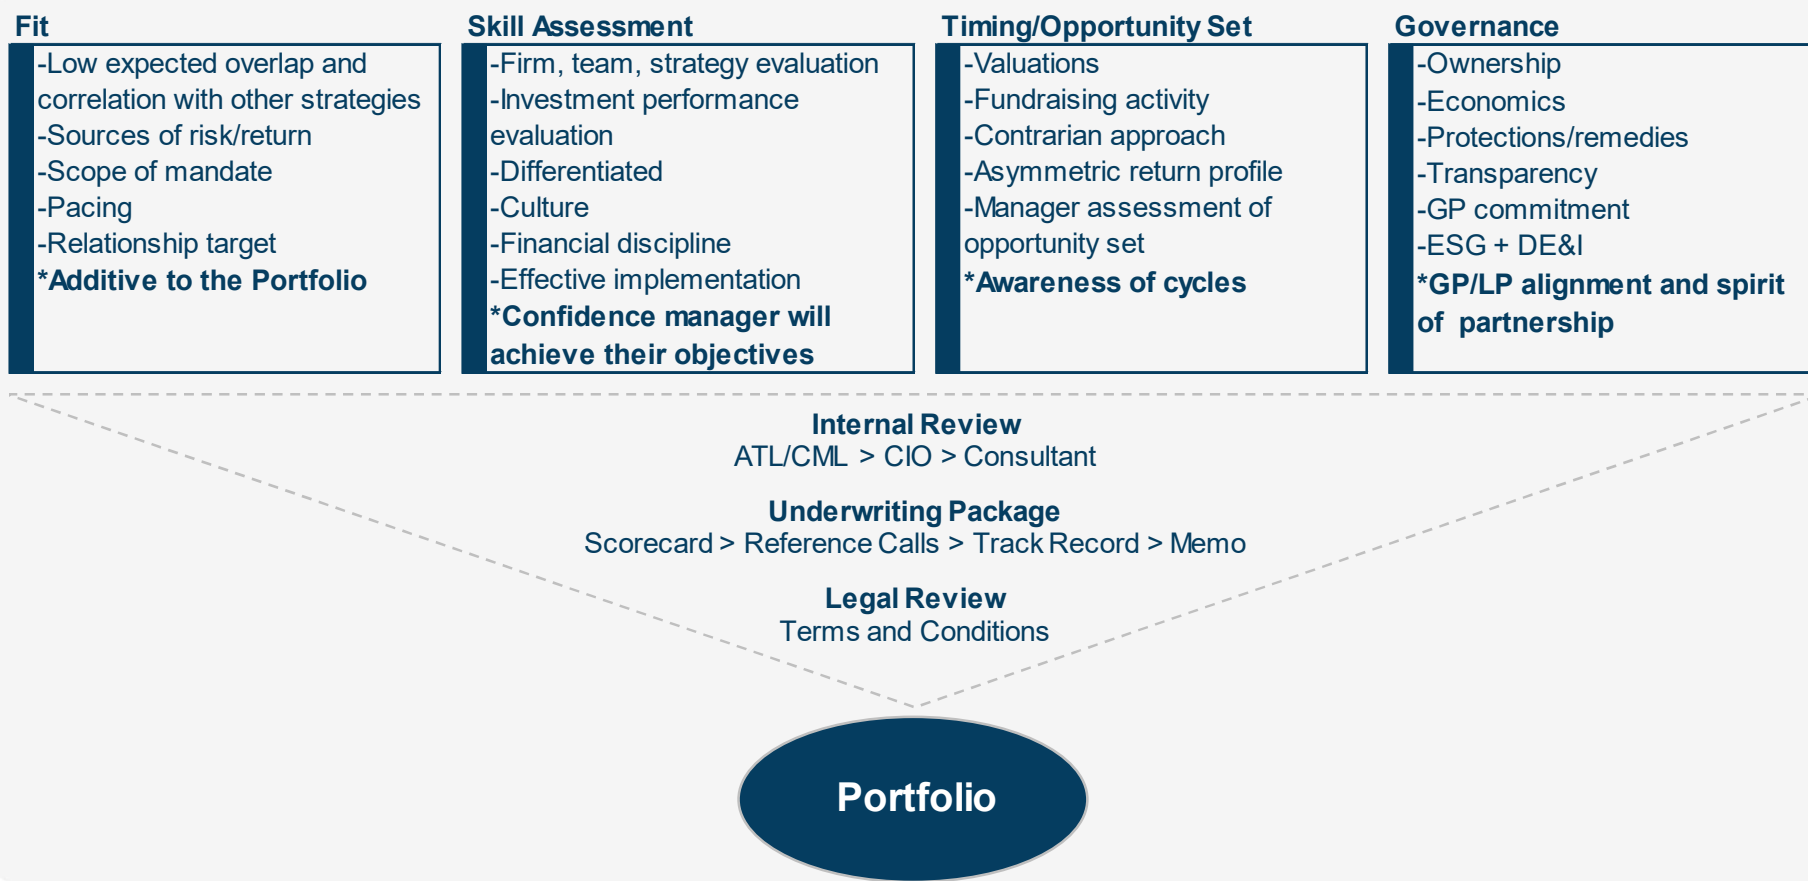 Fit
-Low expected overlap and
correlation with other strategies
-Sources of risk/return
-Scope of mandate
-Pacing
-Relationship target
*Additive to the Portfolio
Skill Assessment
-Firm, team, strategy evaluation
-Investment performance
evaluation
-Differentiated
-Culture
-Financial discipline
-Effective implementation
*Confidence manager will
achieve their objectives
Timing/Opportunity Set
-Valuations
-Fundraising activity
-Contrarian approach
-Asymmetric return profile
-Manager assessment of
opportunity set
*Awareness of cycles
Governance
-Ownership
-Economics
-Protections/remedies
-Transparency
-GP commitment
-ESG + DE&I
*GP/LP alignment and spirit
of partnership
Internal Review
ATL/CML > CIO > Consultant
Underwriting Package
Scorecard > Reference Calls > Track Record > Memo
Legal Review
Terms and Conditions
Portfolio